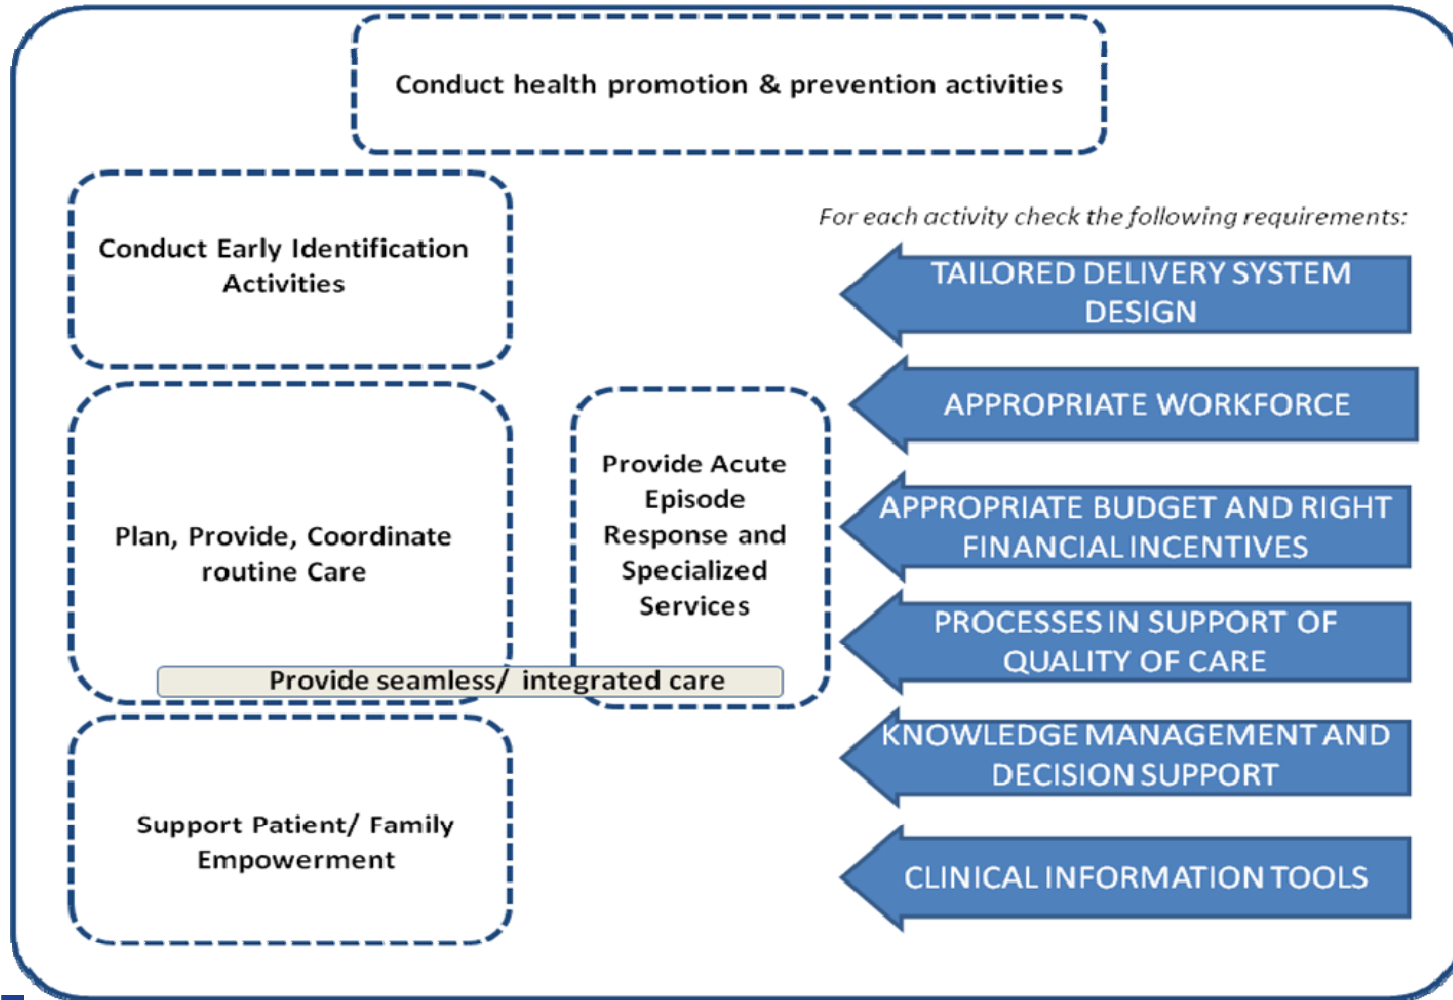 Conduct health promotion & prevention activities
Conduct Early Identification
Activities
Plan, Provide, Coordinate
routine Care
Provide Acute
Episode
Response and
Specialized
Services
Provide seamless/ integrated care
Support Patient/ Family
Empowerment
For each activity check the following requirements:
TAILORED DELIVERY SYSTEM
DESIGN
APPROPRIATE WORKFORCE
APPROPRIATE BUDGET AND RIGHT
FINANCIAL INCENTIVES
PROCESSES IN SUPPORT OF
QUALITY OF CARE
KNOWLEDGE MANAGEMENT AND
DECISION SUPPORT
CLINICAL INFORMATION TOOLS